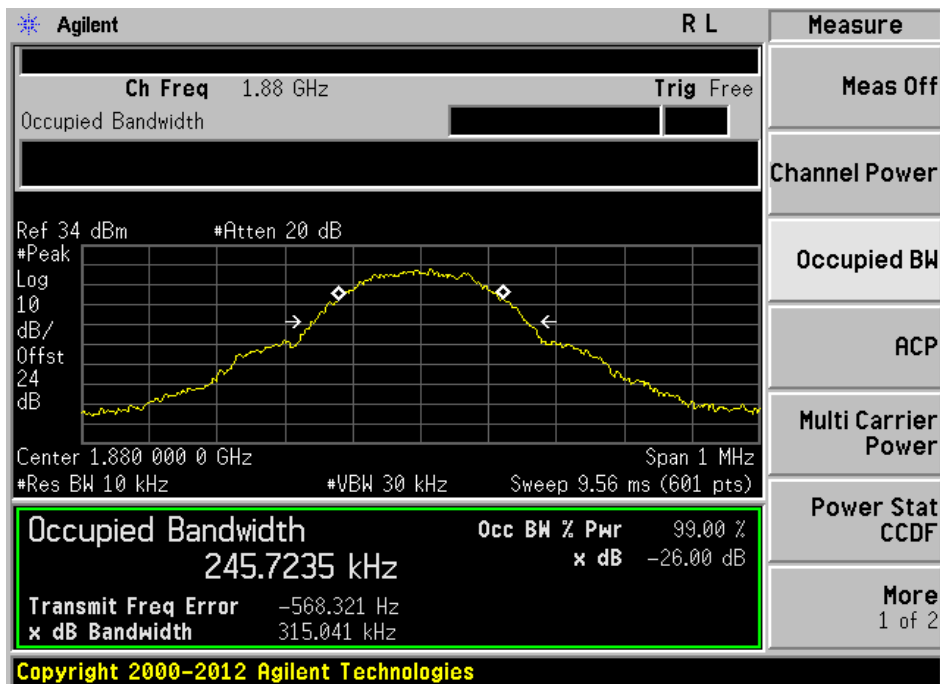 Agilent R L
Ch Freq 1.88 GHz Trig Free
Occupied Bandwidth
Ref 34 dBm #Atten 20 dB
#Peak
Log
10
dB/
Offst
24
dB
Center 1.880 000 0 GHz Span 1 MHz
#Res BW 10 kHz #VBW 30 kHz Sweep 9.56 ms (601 pts)
Occupied Bandwidth
245.7235 kHz
Occ BW % Pwr 99.00 %
x dB -26.00 dB
Transmit Freq Error -568.321 Hz
x dB Bandwidth 315.041 kHz
Copyright 2000-2012 Agilent Technologies
Measure
Meas Off
Channel Power
Occupied BW
ACP
Multi Carrier
Power
Power Stat
CCDF
More
1 of 2